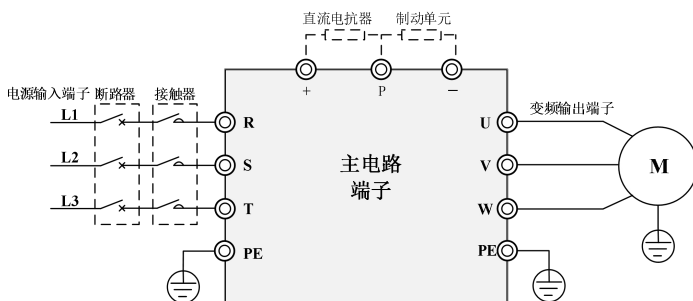 直流电抗器 制动单元
+ P −
电源输入端子 断路器 接触器
L1 R U 变频输出端子
L2 S V
主电路
端子
M
L3 T W
PE PE